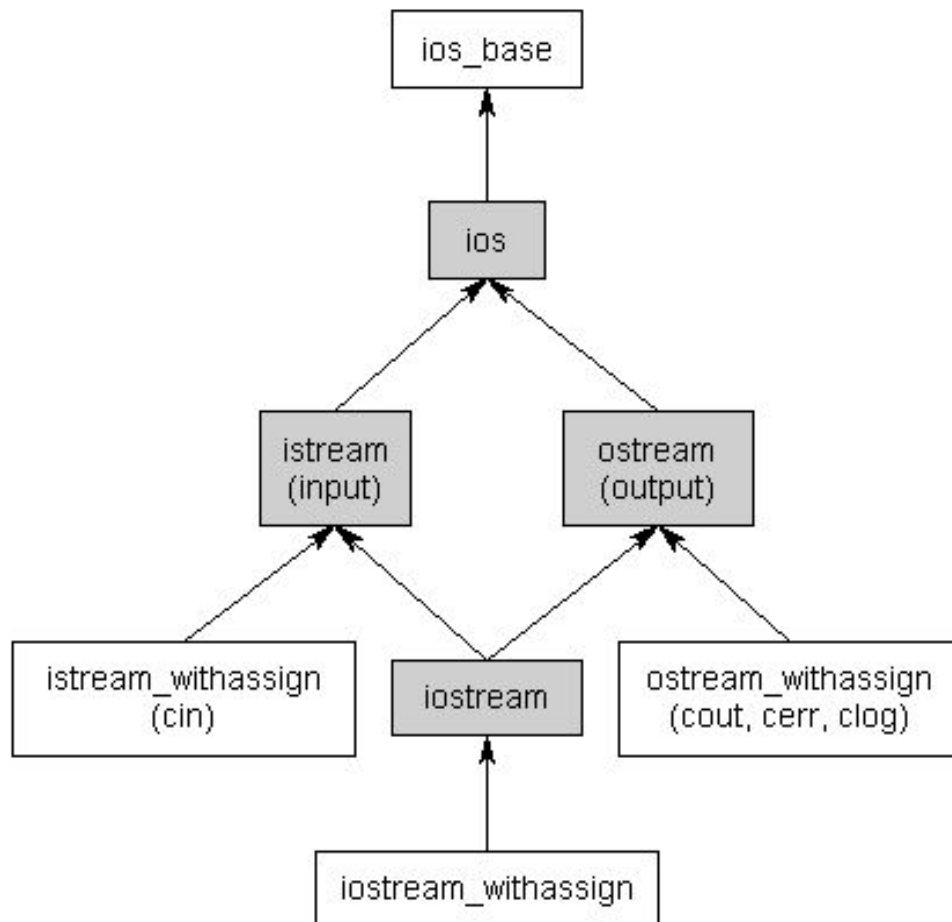 ios_base
ios
istream
(input)
ostream
(output)
istream_withassign
(cin)
iostream
ostream_withassign
(cout, cerr, clog)
iostream_withassign